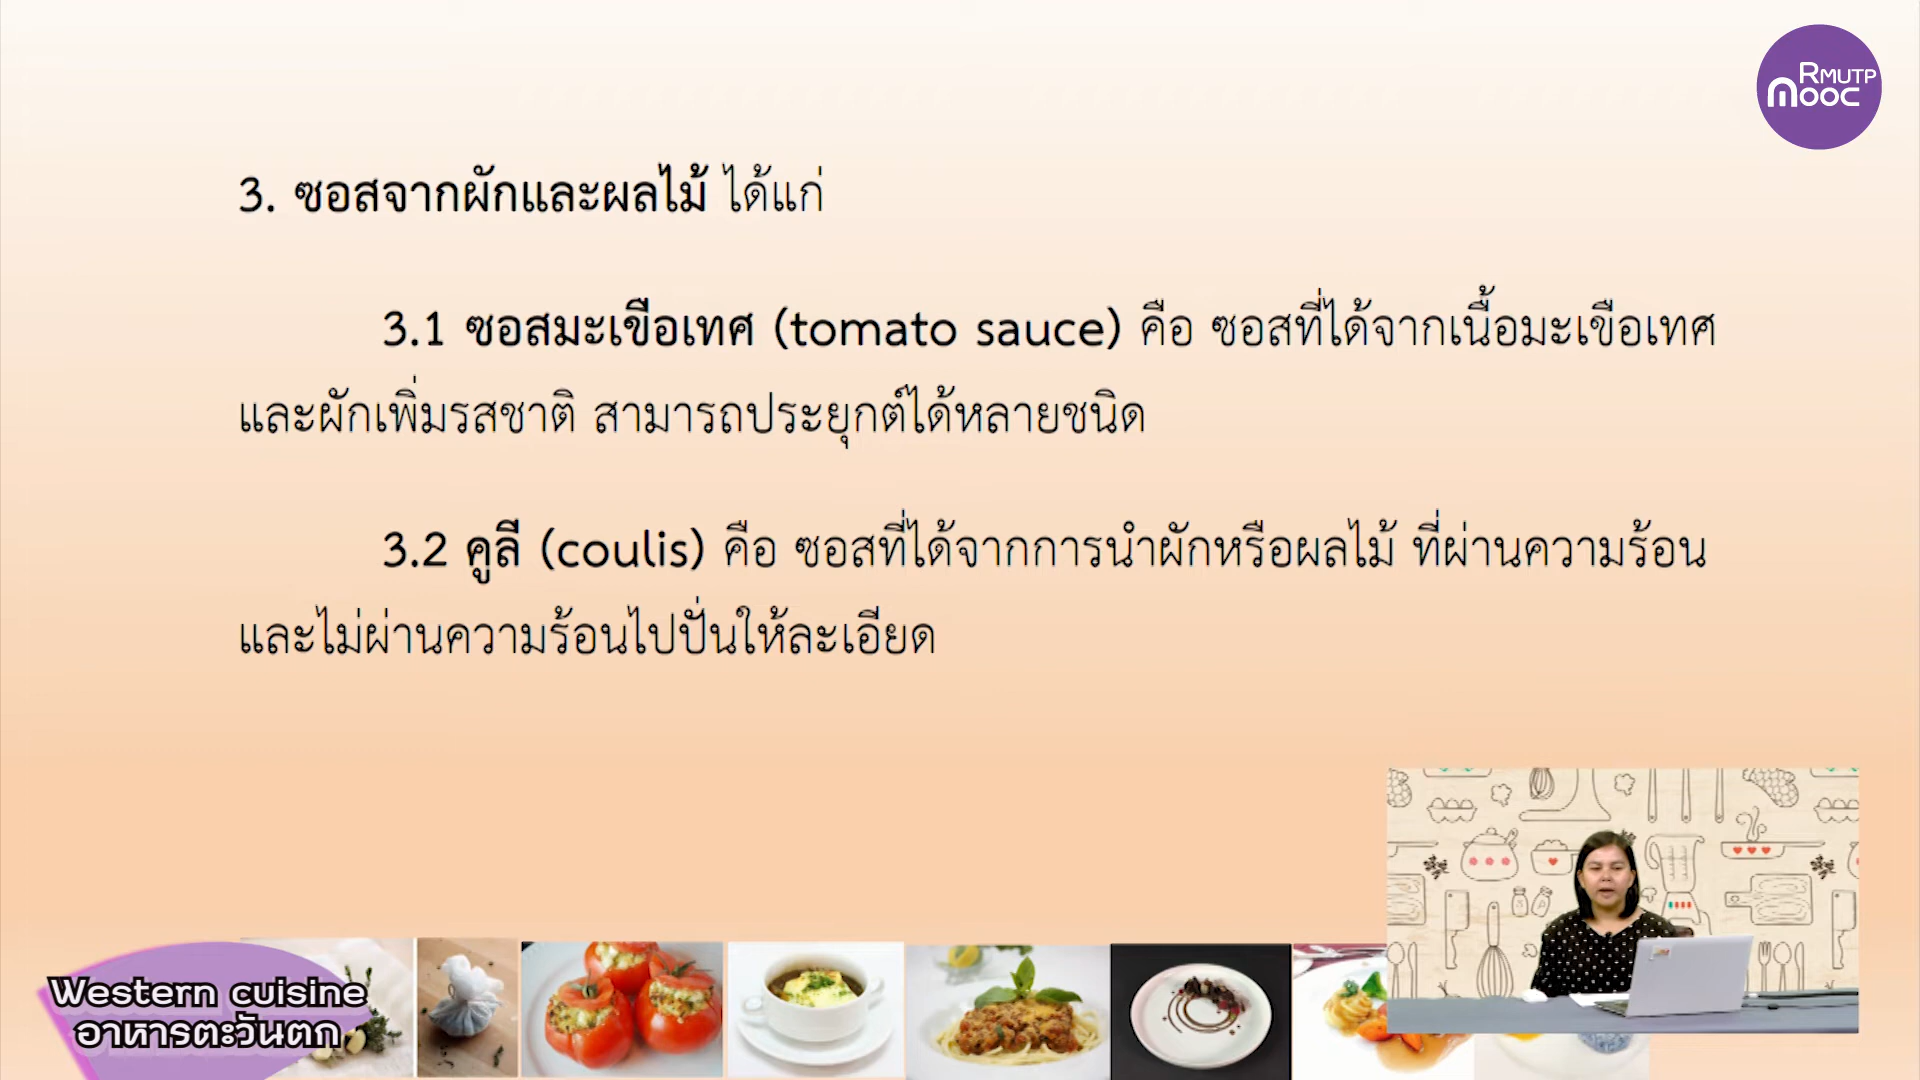 RMUTP
mooc
3. ซอสจากผักและผลไม้ ได้แก่
3.1 ซอสมะเขือเทศ (tomato sauce) คือ ซอสที่ได้จากเนื้อมะเขือเทศ
และผักเพิ่มรสชาติ สามารถประยุกต์ได้หลายชนิด
3.2 คูลี (coulis) คือ ซอสที่ได้จากการนำผักหรือผลไม้ ที่ผ่านความร้อน
และไม่ผ่านความร้อนไปปั่นให้ละเอียด
Western cuisine
อาหารตะวันตก